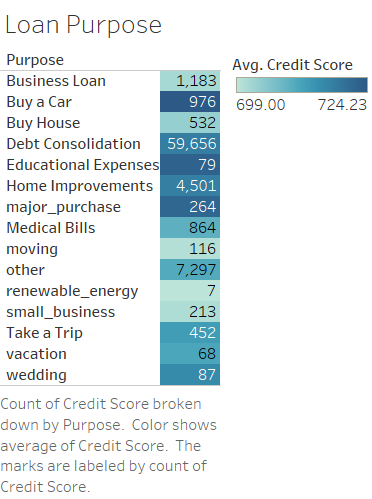 Loan Purpose
Purpose
Avg. Credit Score
699.00 724.23
Business Loan 1,183
Buy a Car 976
Buy House 532
Debt Consolidation 59,656
Educational Expenses 79
Home Improvements 4,501
major_purchase 264
Medical Bills 864
moving 116
other 7,297
renewable_energy 7
small_business 213
Take a Trip 452
vacation 68
wedding 87
Count of Credit Score broken
down by Purpose. Color shows
average of Credit Score. The
marks are labeled by count of
Credit Score.